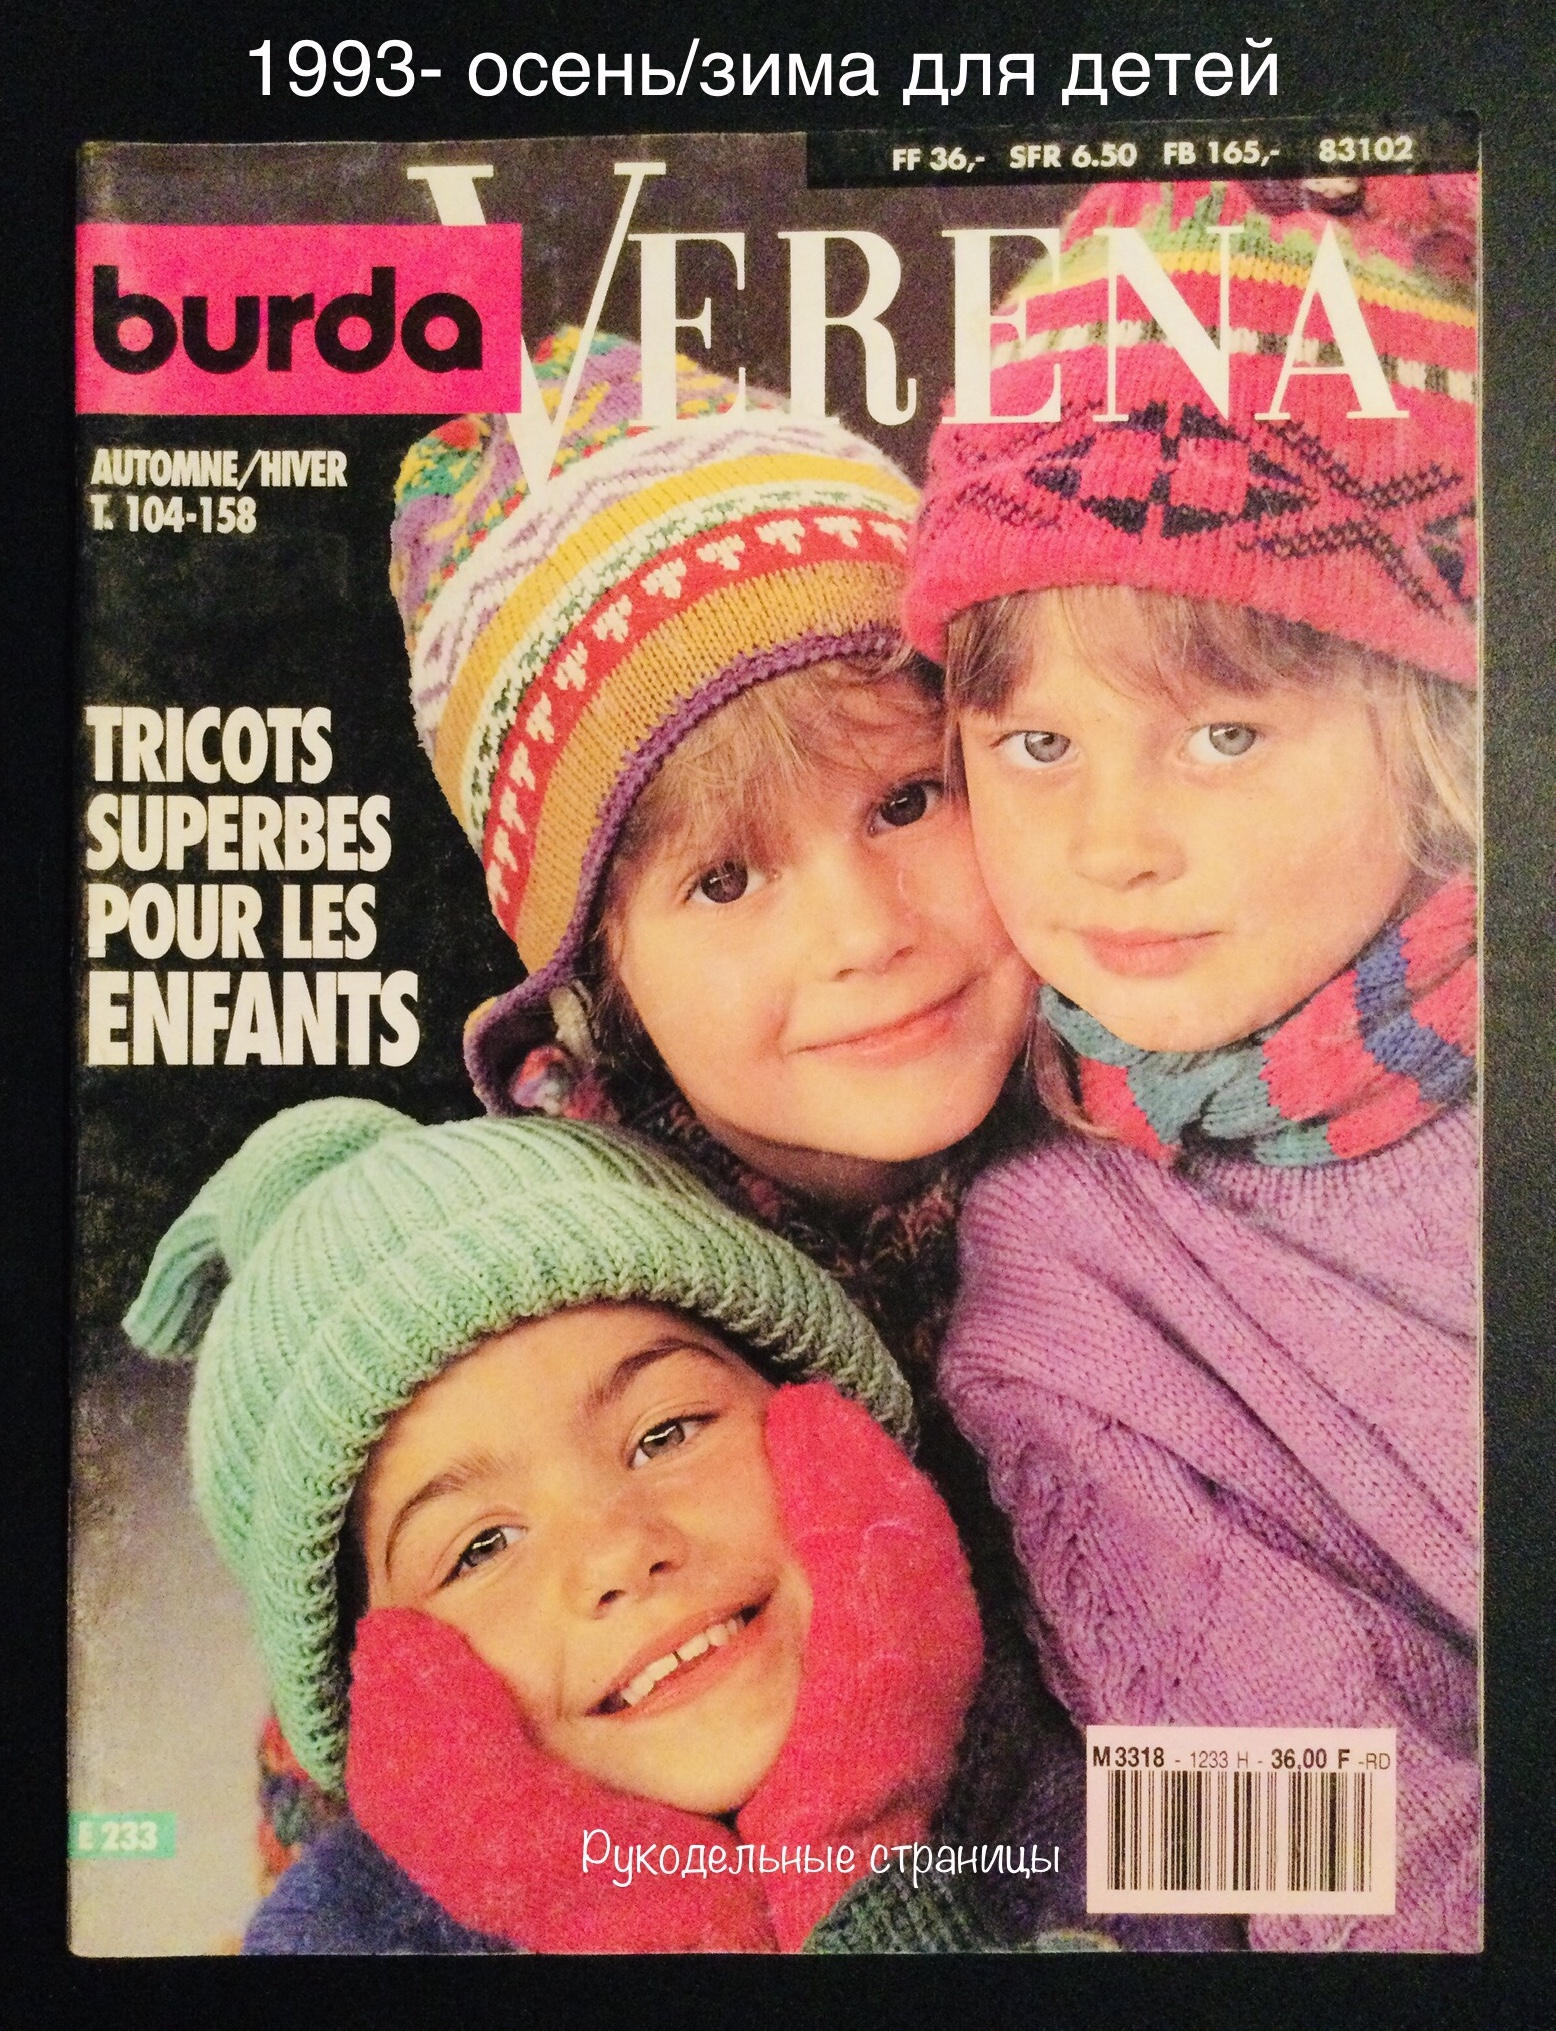 1993- осень/зима для детей
FF 36,- SFR 6.50 FB 165,- 83102
VERENA
burda
AUTOMNE/HIVER
T. 104-158
TRICOTS
SUPERBES
POUR LES
ENFANTS
M 3318 - 1233 H - 36,00 F -RD
E 233
Рукодельные страницы